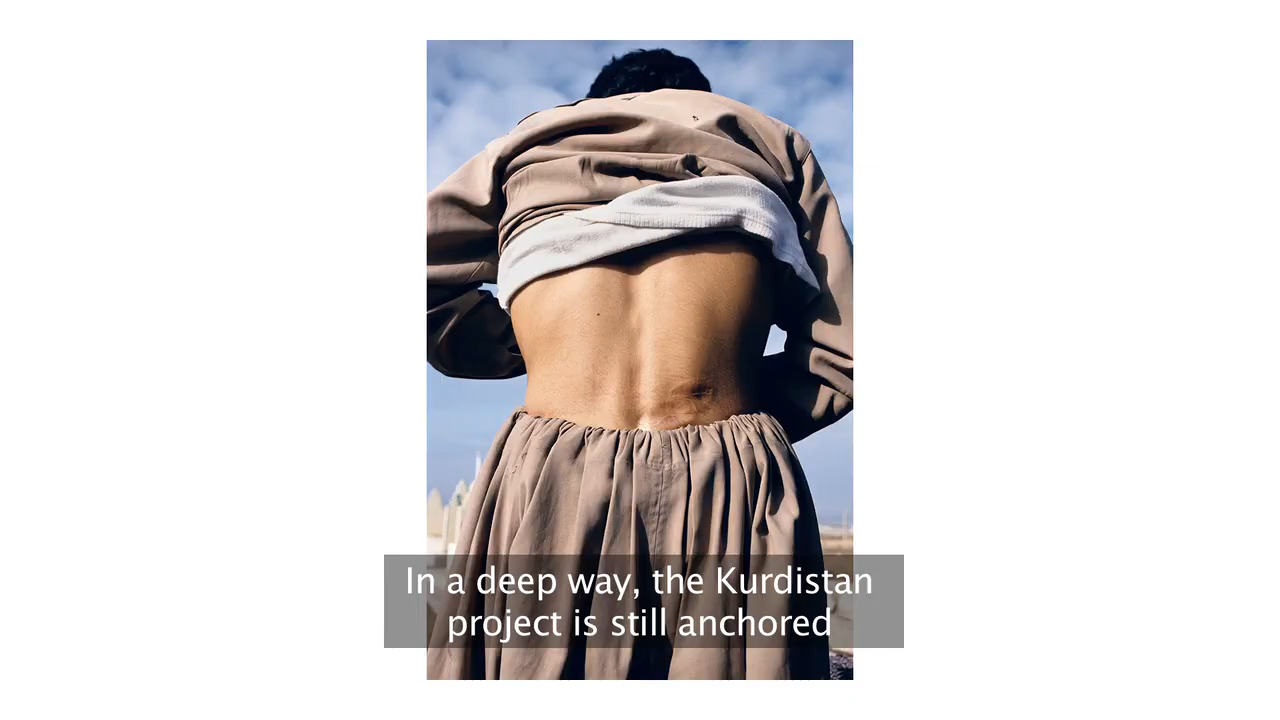 In a deep way, the Kurdistan
project is still anchored